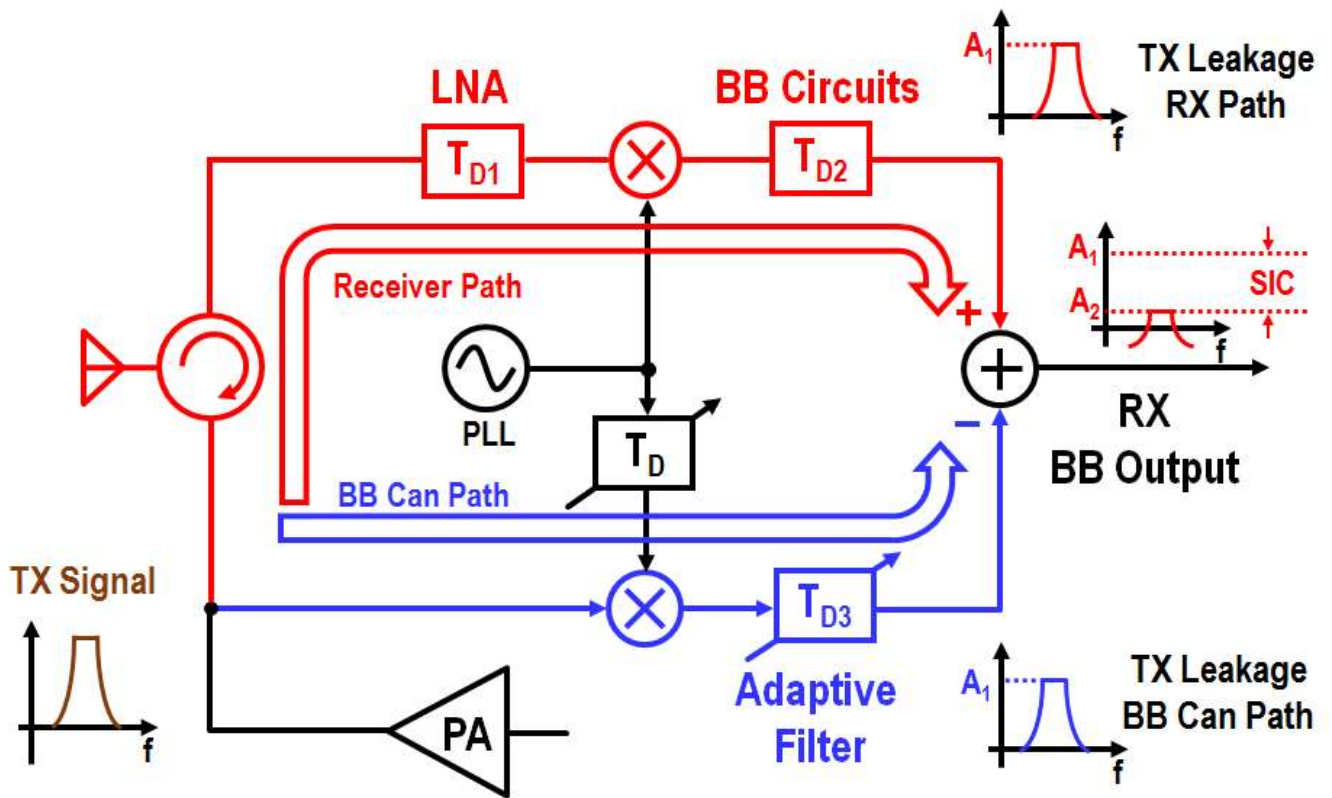 A1
TX Leakage
RX Path
f
LNA
BB Circuits
TD1
TD2
Receiver Path
+
A1
A2
SIC
f
PLL
TD
−
RX
BB Output
BB Can Path
TX Signal
f
TD3
Adaptive
Filter
PA
A1
TX Leakage
BB Can Path
f